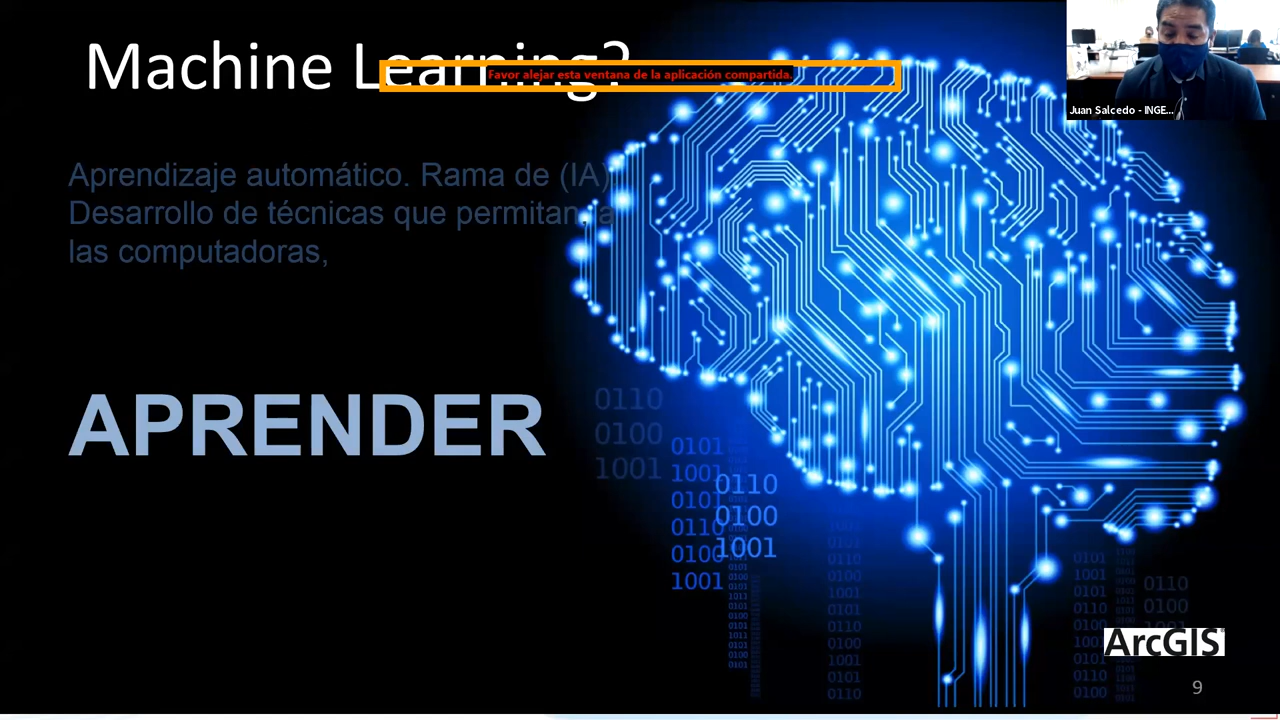 Machine Learning?
Favor alejar esta ventana de la aplicación compartida.
Juan Salcedo - INGE...
Aprendizaje automático. Rama de (IA)
Desarrollo de técnicas que permitan, a
las computadoras,
APRENDER
0110
0100
1001
0101
1001
0101
0110
0100
1001
0110
0100
1001
ArcGIS
9